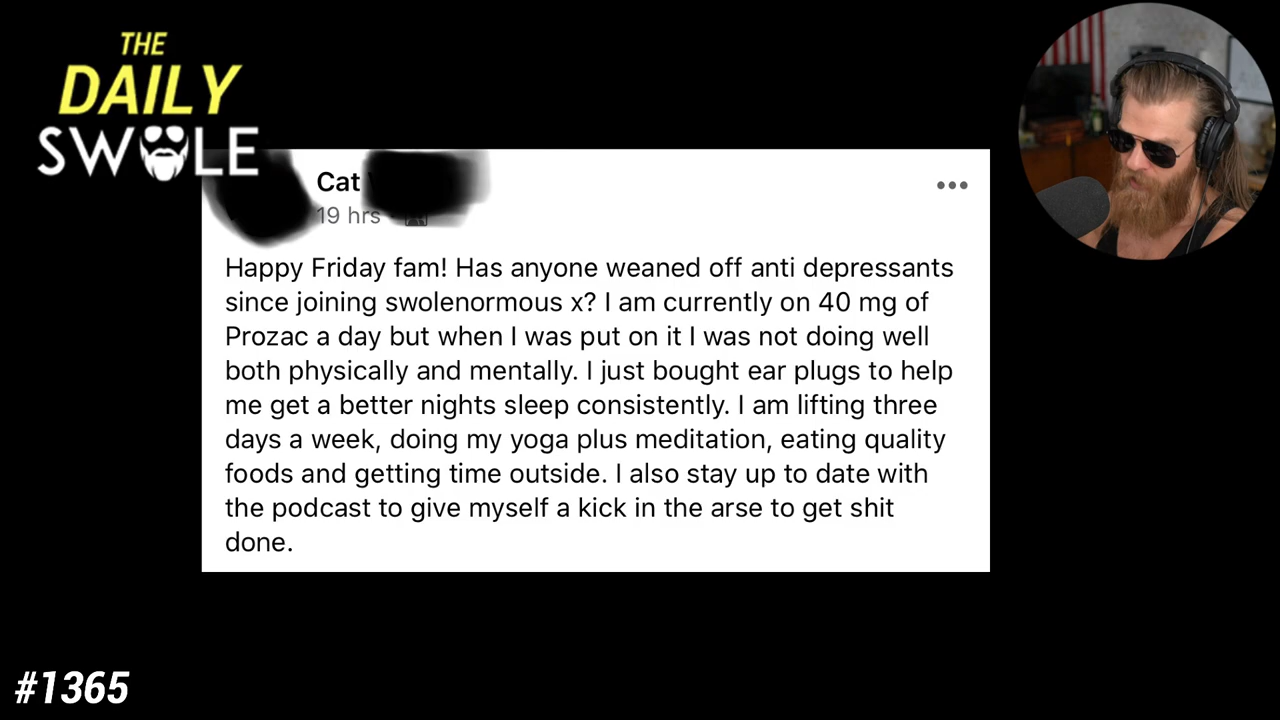 THE
DAILY
SWOLE
Cat
19 hrs
Happy Friday fam! Has anyone weaned off anti depressants
since joining swolenormous x? I am currently on 40 mg of
Prozac a day but when I was put on it I was not doing well
both physically and mentally. I just bought ear plugs to help
me get a better nights sleep consistently. I am lifting three
days a week, doing my yoga plus meditation, eating quality
foods and getting time outside. I also stay up to date with
the podcast to give myself a kick in the arse to get shit
done.
#1365